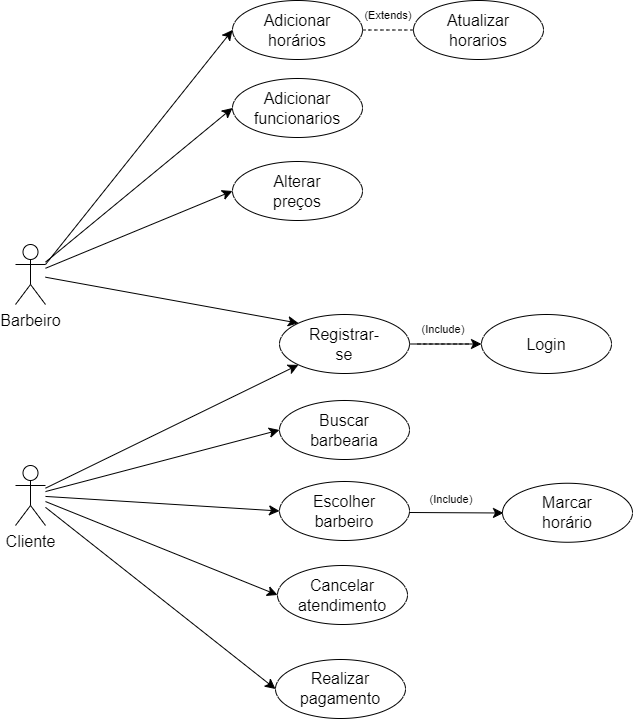 Adicionar
horários
(Extends)
Atualizar
horarios
Adicionar
funcionarios
Alterar
preços
Barbeiro
Registrar-
se
(Include)
Login
Buscar
barbearia
Escolher
barbeiro
(Include)
Marcar
horário
Cliente
Cancelar
atendimento
Realizar
pagamento